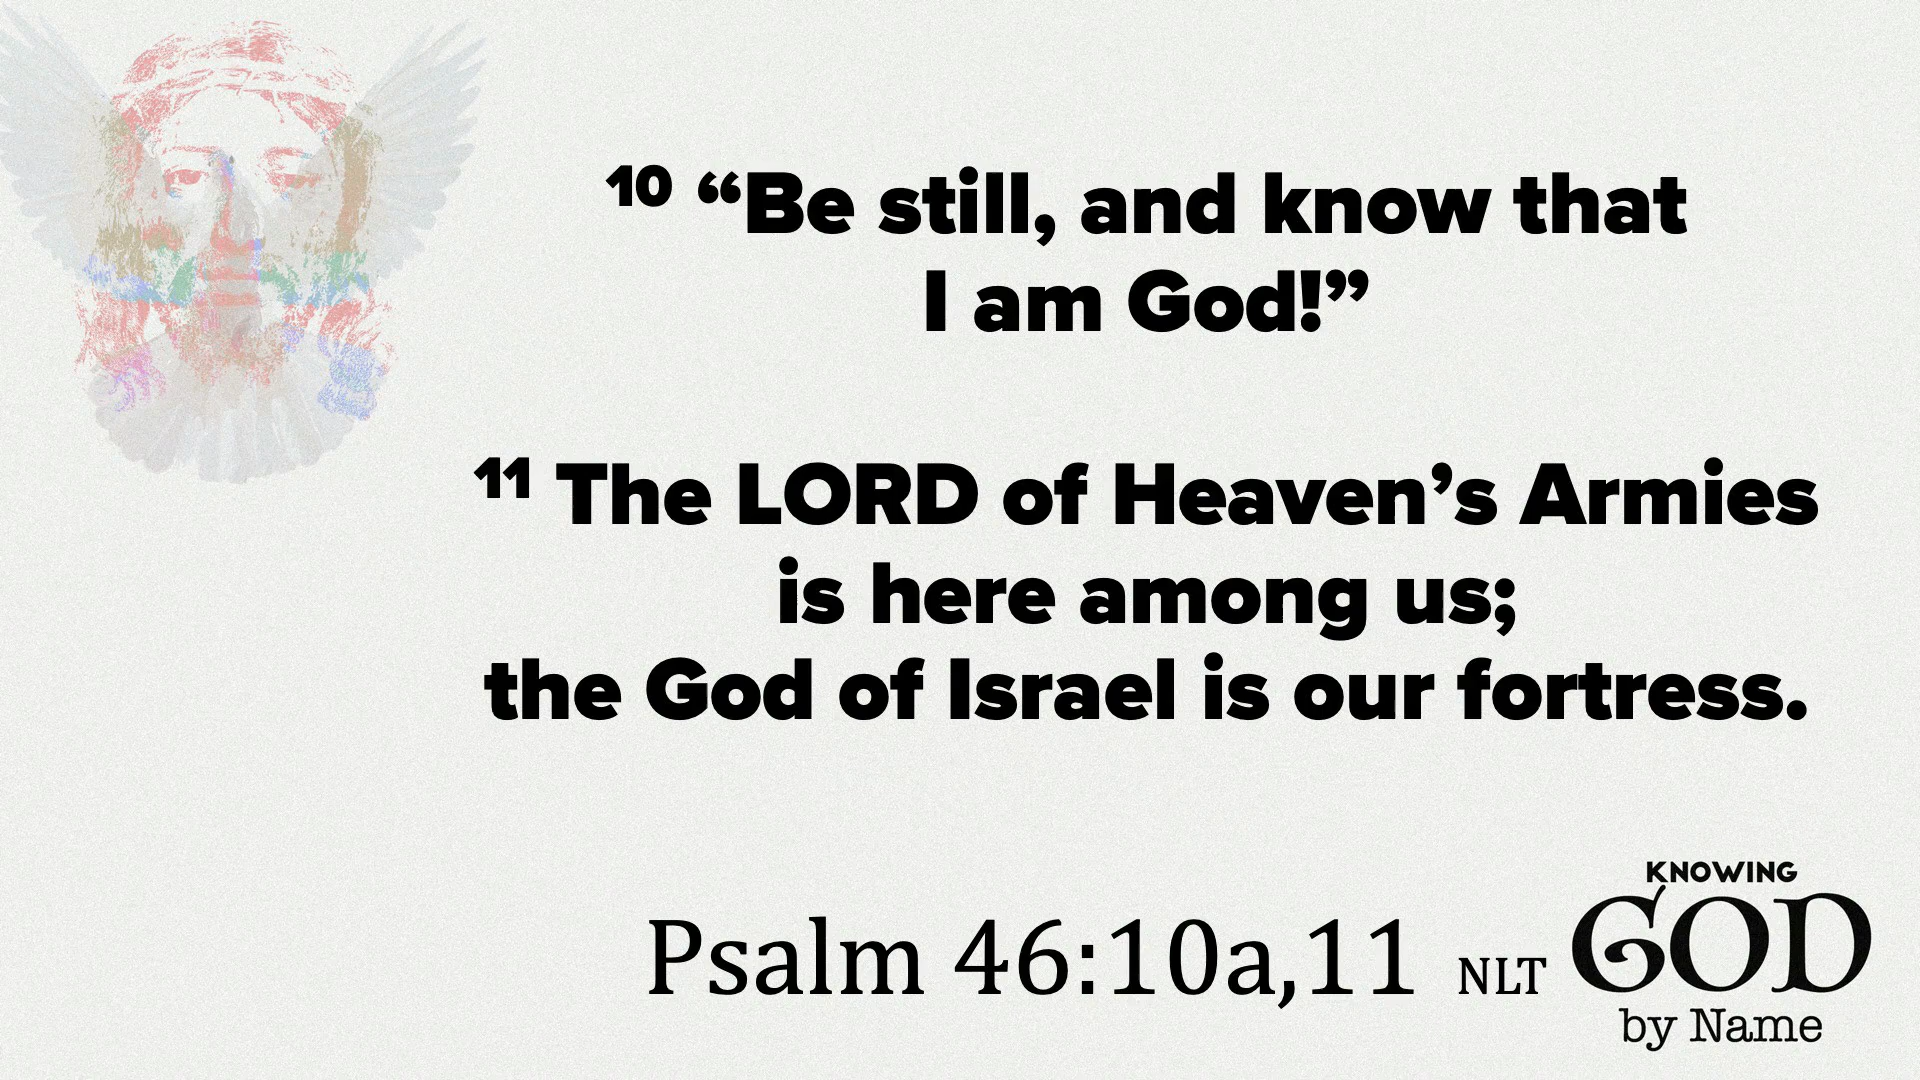 ¹⁰ “Be still, and know that
I am God!”
¹¹ The LORD of Heaven’s Armies
is here among us;
the God of Israel is our fortress.
Psalm 46:10a,11 NLT
KNOWING
GOD
by Name